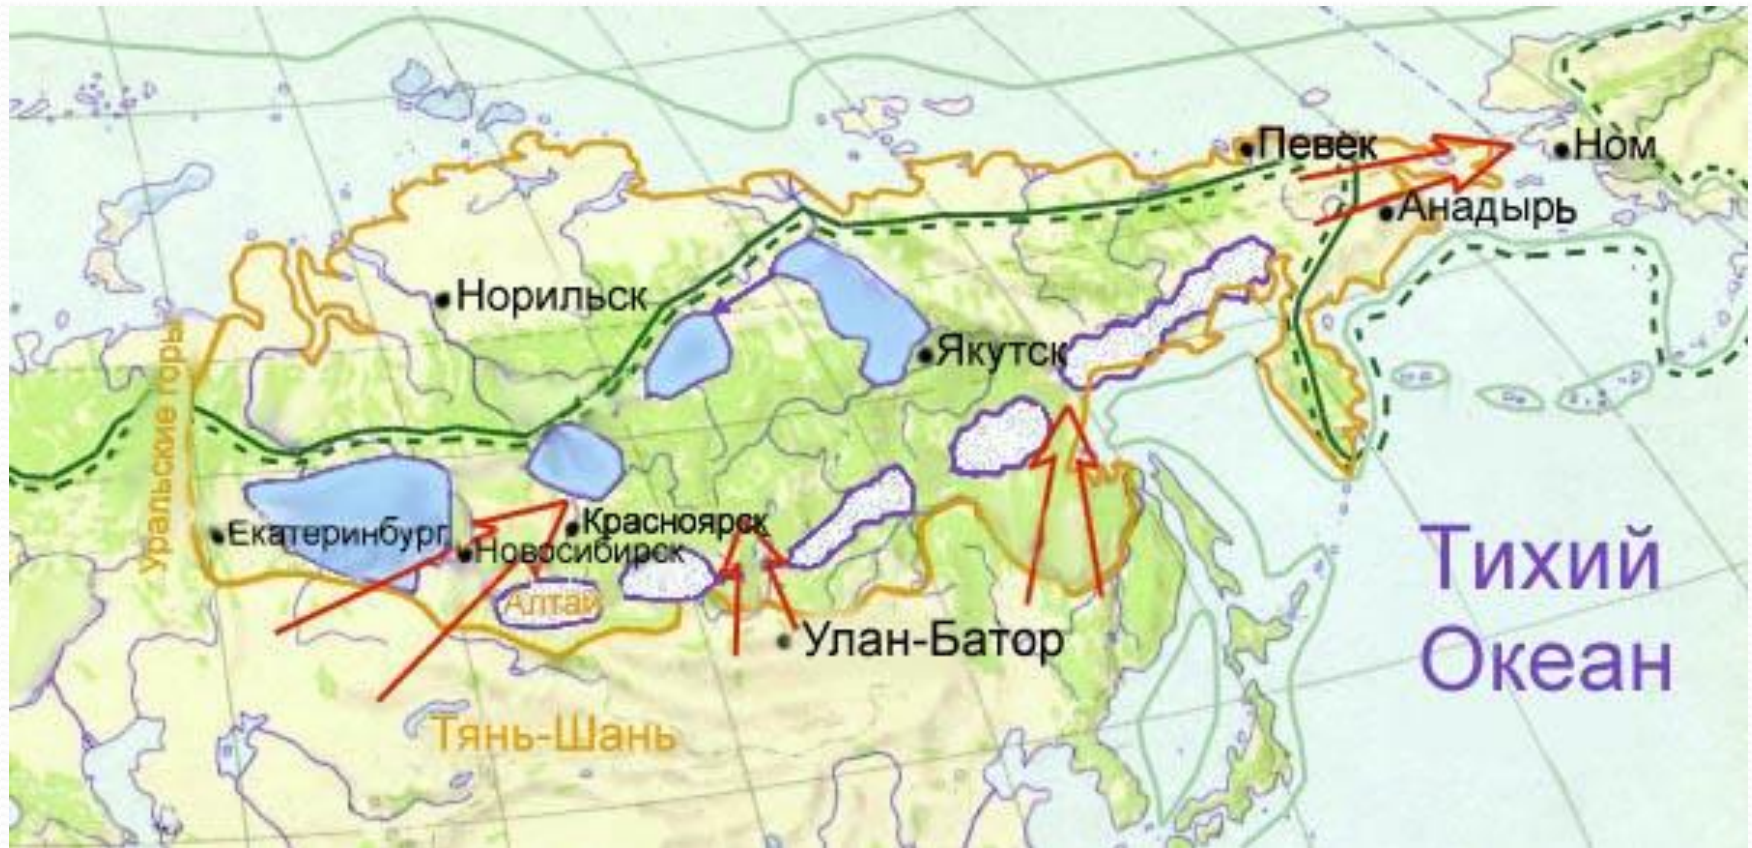 Певек
Ном
Анадырь
Норильск
Якутск
Уральские горы
Екатеринбург
Красноярск
Новосибирск
Алтай
Тихий
Океан
Улан-Батор
Тянь-Шань